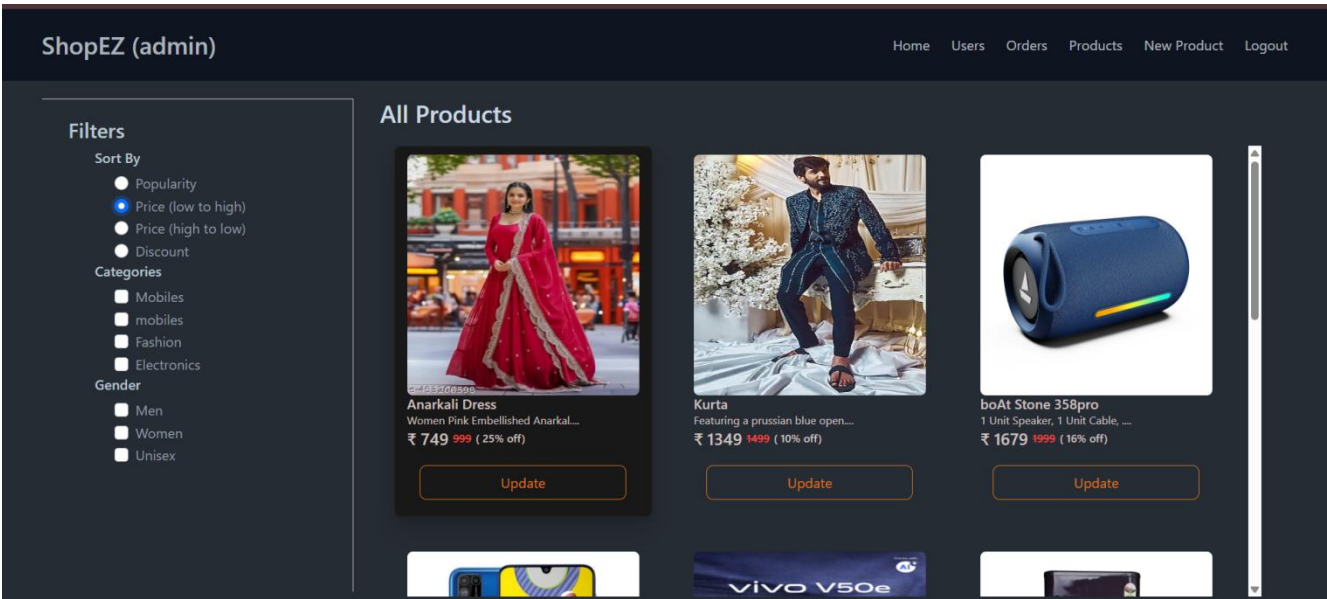 ShopEZ (admin)
Home Users Orders Products New Product Logout
Filters
Sort By
Popularity
Price (low to high)
Price (high to low)
Discount
Categories
Mobiles
mobiles
Fashion
Electronics
Gender
Men
Women
Unisex
All Products
Anarkali Dress
Women Pink Embellished Anarkal....
₹ 749 999 ( 25% off)
Update
Kurta
Featuring a prussian blue open....
₹ 1349 1499 ( 10% off)
Update
boAt Stone 358pro
1 Unit Speaker, 1 Unit Cable, ....
₹ 1679 1999 ( 16% off)
Update
vivo V50e